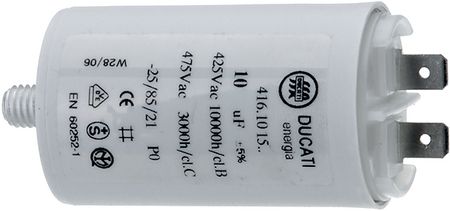 DUCATI
energia
416.10 15..
10 uF ±5%
425Vac 10000h/cl.B
475Vac 3000h/cl.C
-25/85/21 P0
CE
W28/06
EN 60252-1